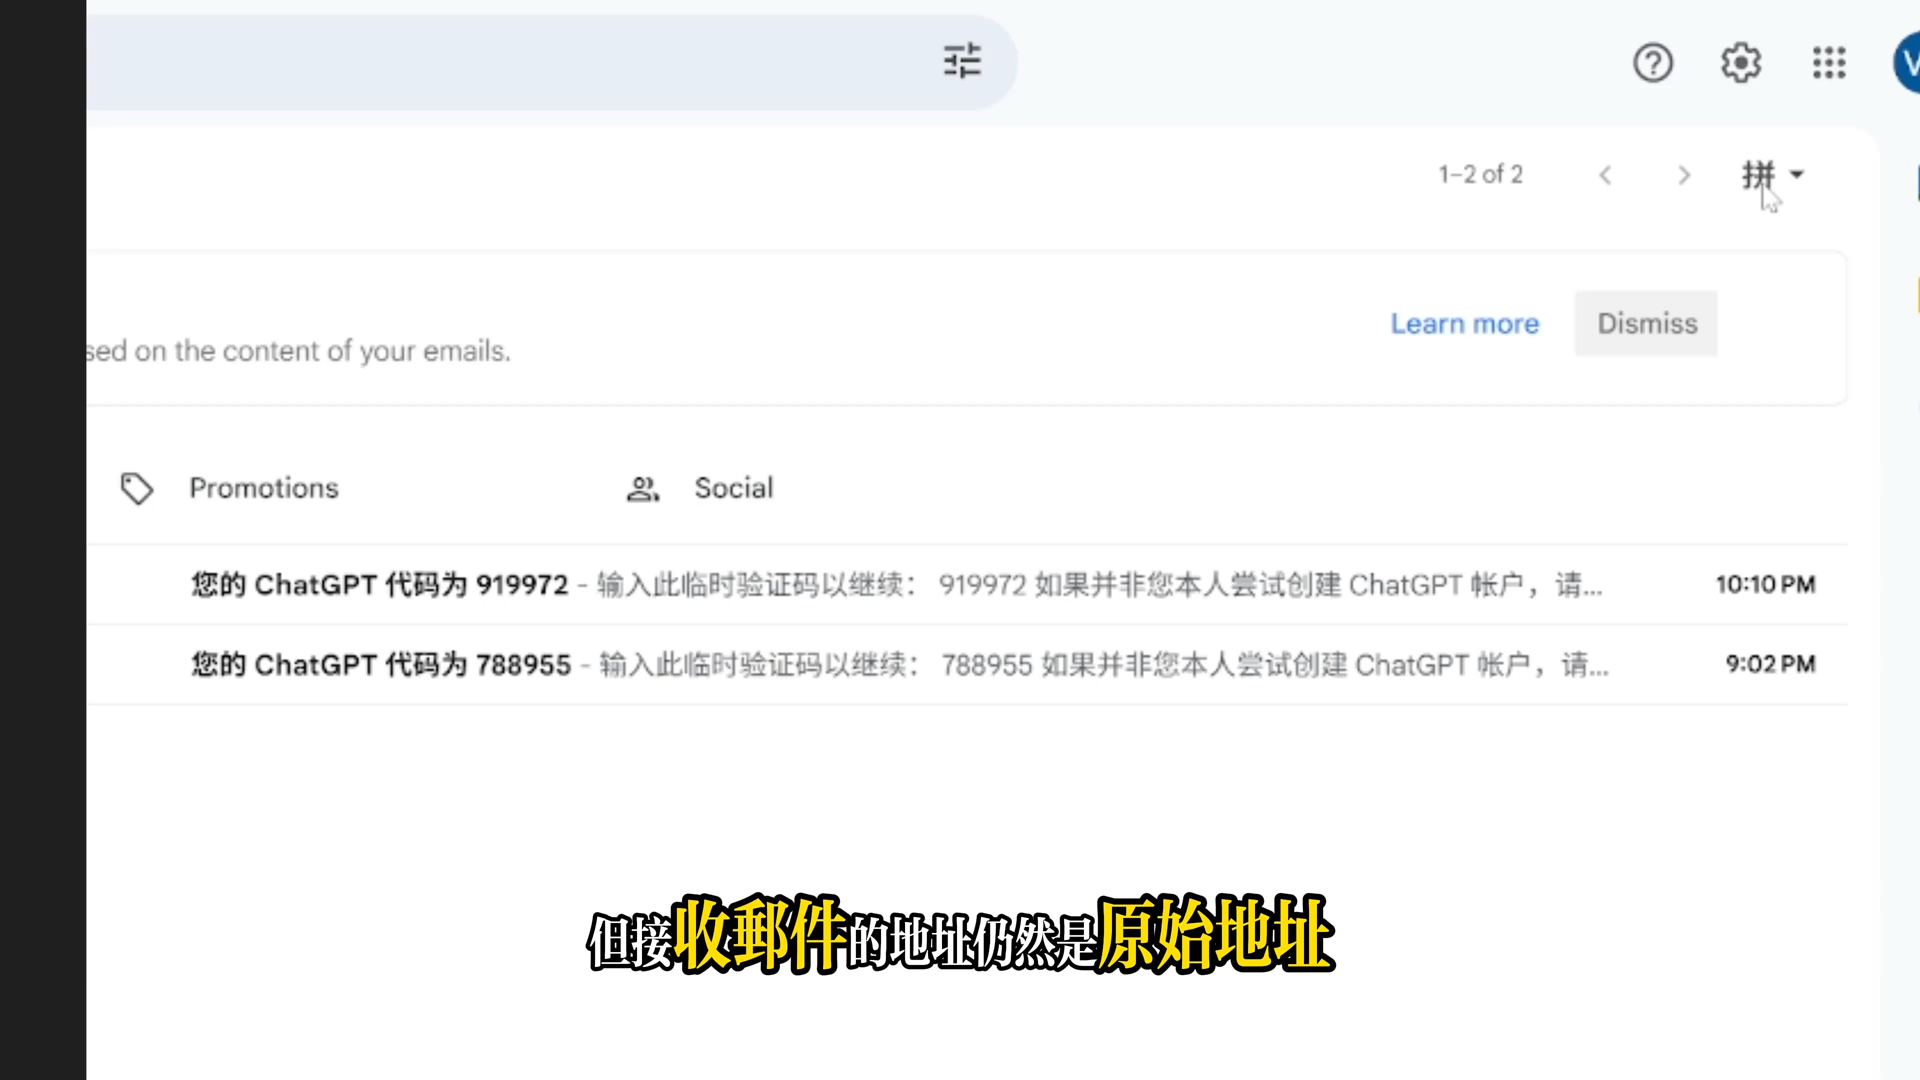 V
1–2 of 2
拼
Learn more
Dismiss
sed on the content of your emails.
Promotions
Social
您的 ChatGPT 代码为 919972 - 输入此临时验证码以继续： 919972 如果并非您本人尝试创建 ChatGPT 帐户，请...
10:10 PM
您的 ChatGPT 代码为 788955 - 输入此临时验证码以继续： 788955 如果并非您本人尝试创建 ChatGPT 帐户，请...
9:02 PM
但接收郵件的地址仍然是原始地址